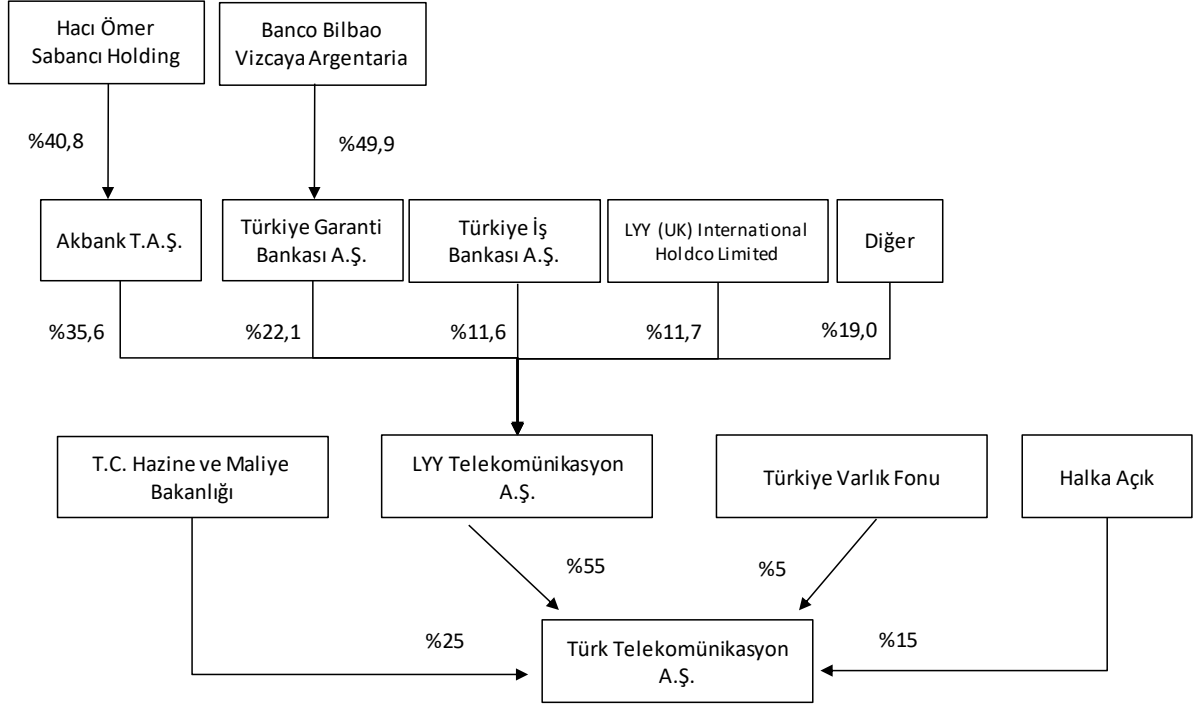 Hacı Ömer
Sabancı Holding
Banco Bilbao
Vizcaya Argentaria
%40,8
%49,9
Akbank T.A.Ş.
Türkiye Garanti
Bankası A.Ş.
Türkiye İş
Bankası A.Ş.
LYY (UK) International
Holdco Limited
Diğer
%35,6
%22,1
%11,6
%11,7
%19,0
T.C. Hazine ve Maliye
Bakanlığı
LYY Telekomünikasyon
A.Ş.
Türkiye Varlık Fonu
Halka Açık
%55
%5
%25
%15
Türk Telekomünikasyon
A.Ş.